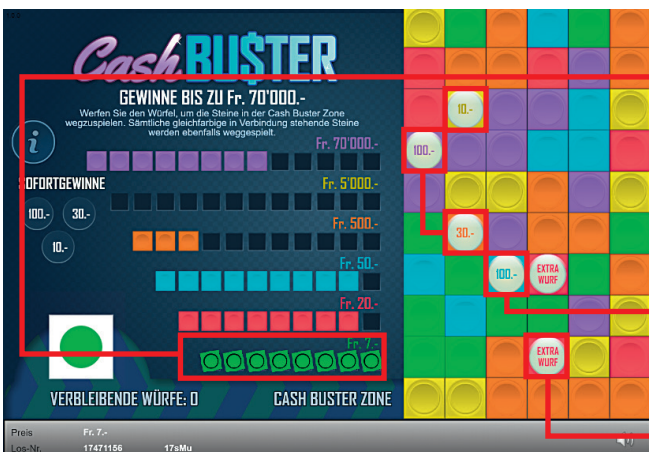 Cash BU$TER
GEWINNE BIS ZU Fr. 70'000.-
Werfen Sie den Würfel, um die Steine in der Cash Buster Zone
wegzuspielen. Sämtliche gleichfarbige in Verbindung stehende Steine
werden ebenfalls weggespielt.
i
Fr. 70'000.-
SOFORTGEWINNE
Fr. 5'000.-
100.- 30.-
10.-
Fr. 500.-
Fr. 50.-
Fr. 20.-
Fr. 7.-
VERBLEIBENDE WÜRFE: 0
CASH BUSTER ZONE
10.-
100.-
30.-
100.-
EXTRA
WURF
EXTRA
WURF
Preis Fr. 7.-
Los-Nr. 17471156 17sMu